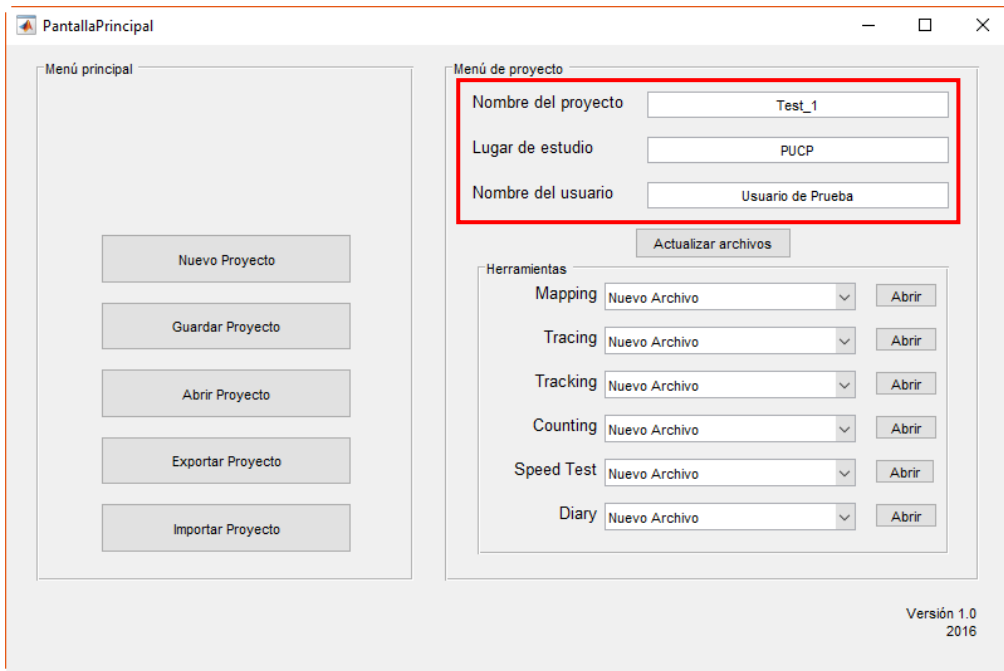 PantallaPrincipal
Menú principal
Nuevo Proyecto
Guardar Proyecto
Abrir Proyecto
Exportar Proyecto
Importar Proyecto
Menú de proyecto
Nombre del proyecto Test_1
Lugar de estudio PUCP
Nombre del usuario Usuario de Prueba
Actualizar archivos
Herramientas
Mapping Nuevo Archivo Abrir
Tracing Nuevo Archivo Abrir
Tracking Nuevo Archivo Abrir
Counting Nuevo Archivo Abrir
Speed Test Nuevo Archivo Abrir
Diary Nuevo Archivo Abrir
Versión 1.0
2016